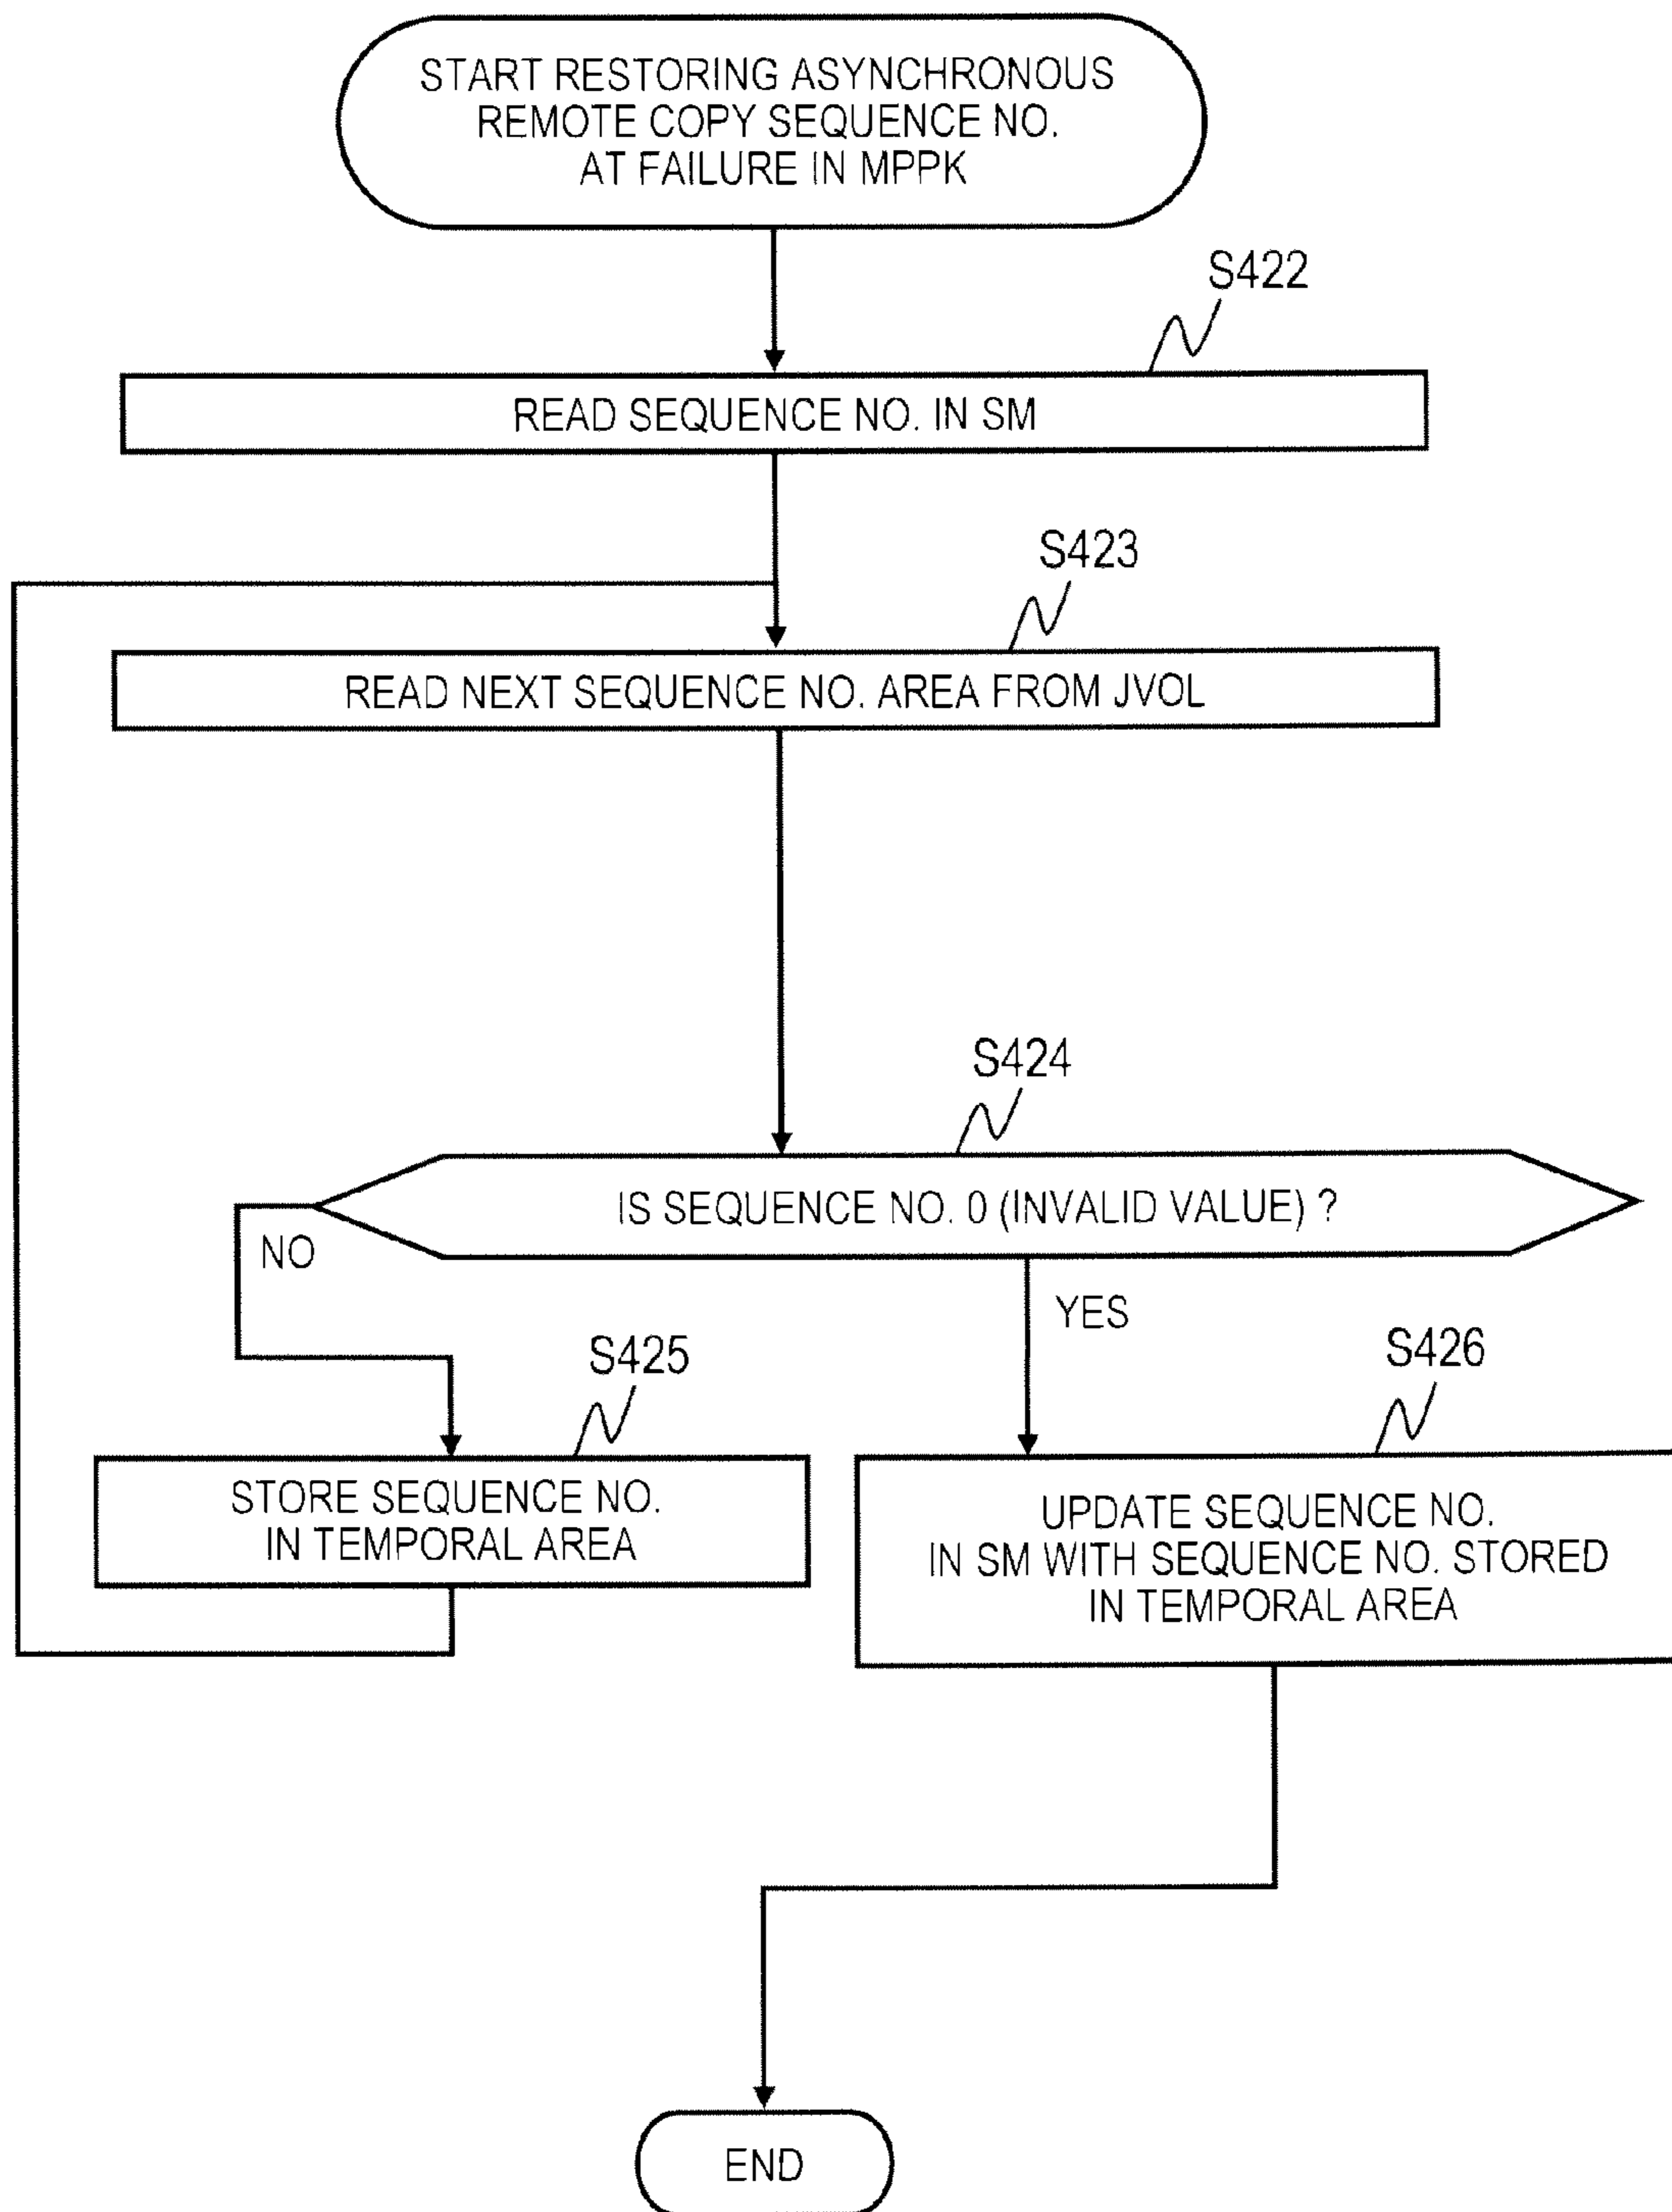 START RESTORING ASYNCHRONOUS
REMOTE COPY SEQUENCE NO.
AT FAILURE IN MPPK
S422
READ SEQUENCE NO. IN SM
S423
READ NEXT SEQUENCE NO. AREA FROM JVOL
S424
IS SEQUENCE NO. 0 (INVALID VALUE) ?
NO
YES
S425
S426
STORE SEQUENCE NO.
IN TEMPORAL AREA
UPDATE SEQUENCE NO.
IN SM WITH SEQUENCE NO. STORED
IN TEMPORAL AREA
END